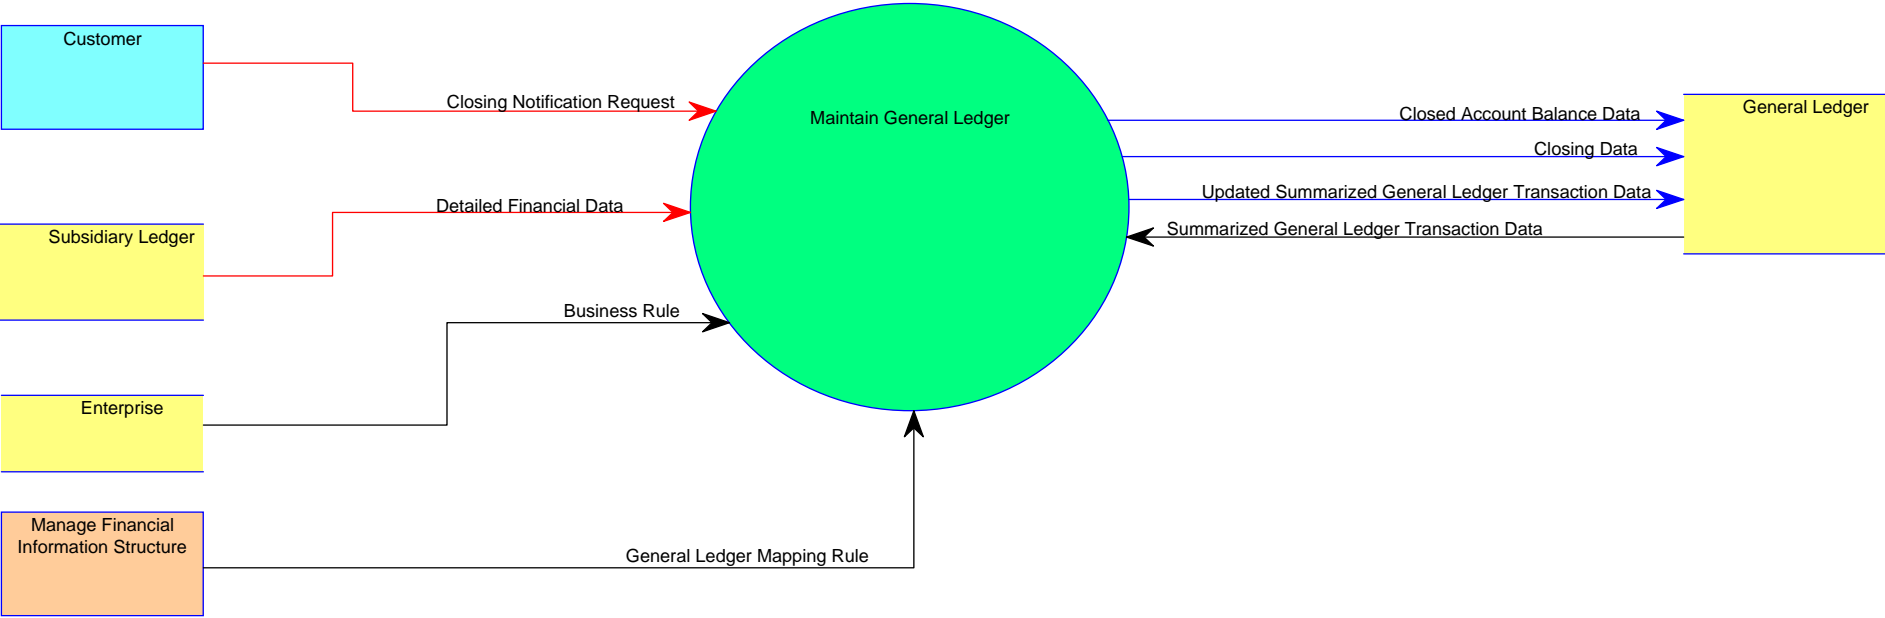 Customer
Closing Notification Request
Maintain General Ledger
Closed Account Balance Data
General Ledger
Closing Data
Updated Summarized General Ledger Transaction Data
Detailed Financial Data
Summarized General Ledger Transaction Data
Subsidiary Ledger
Business Rule
Enterprise
Manage Financial
Information Structure
General Ledger Mapping Rule